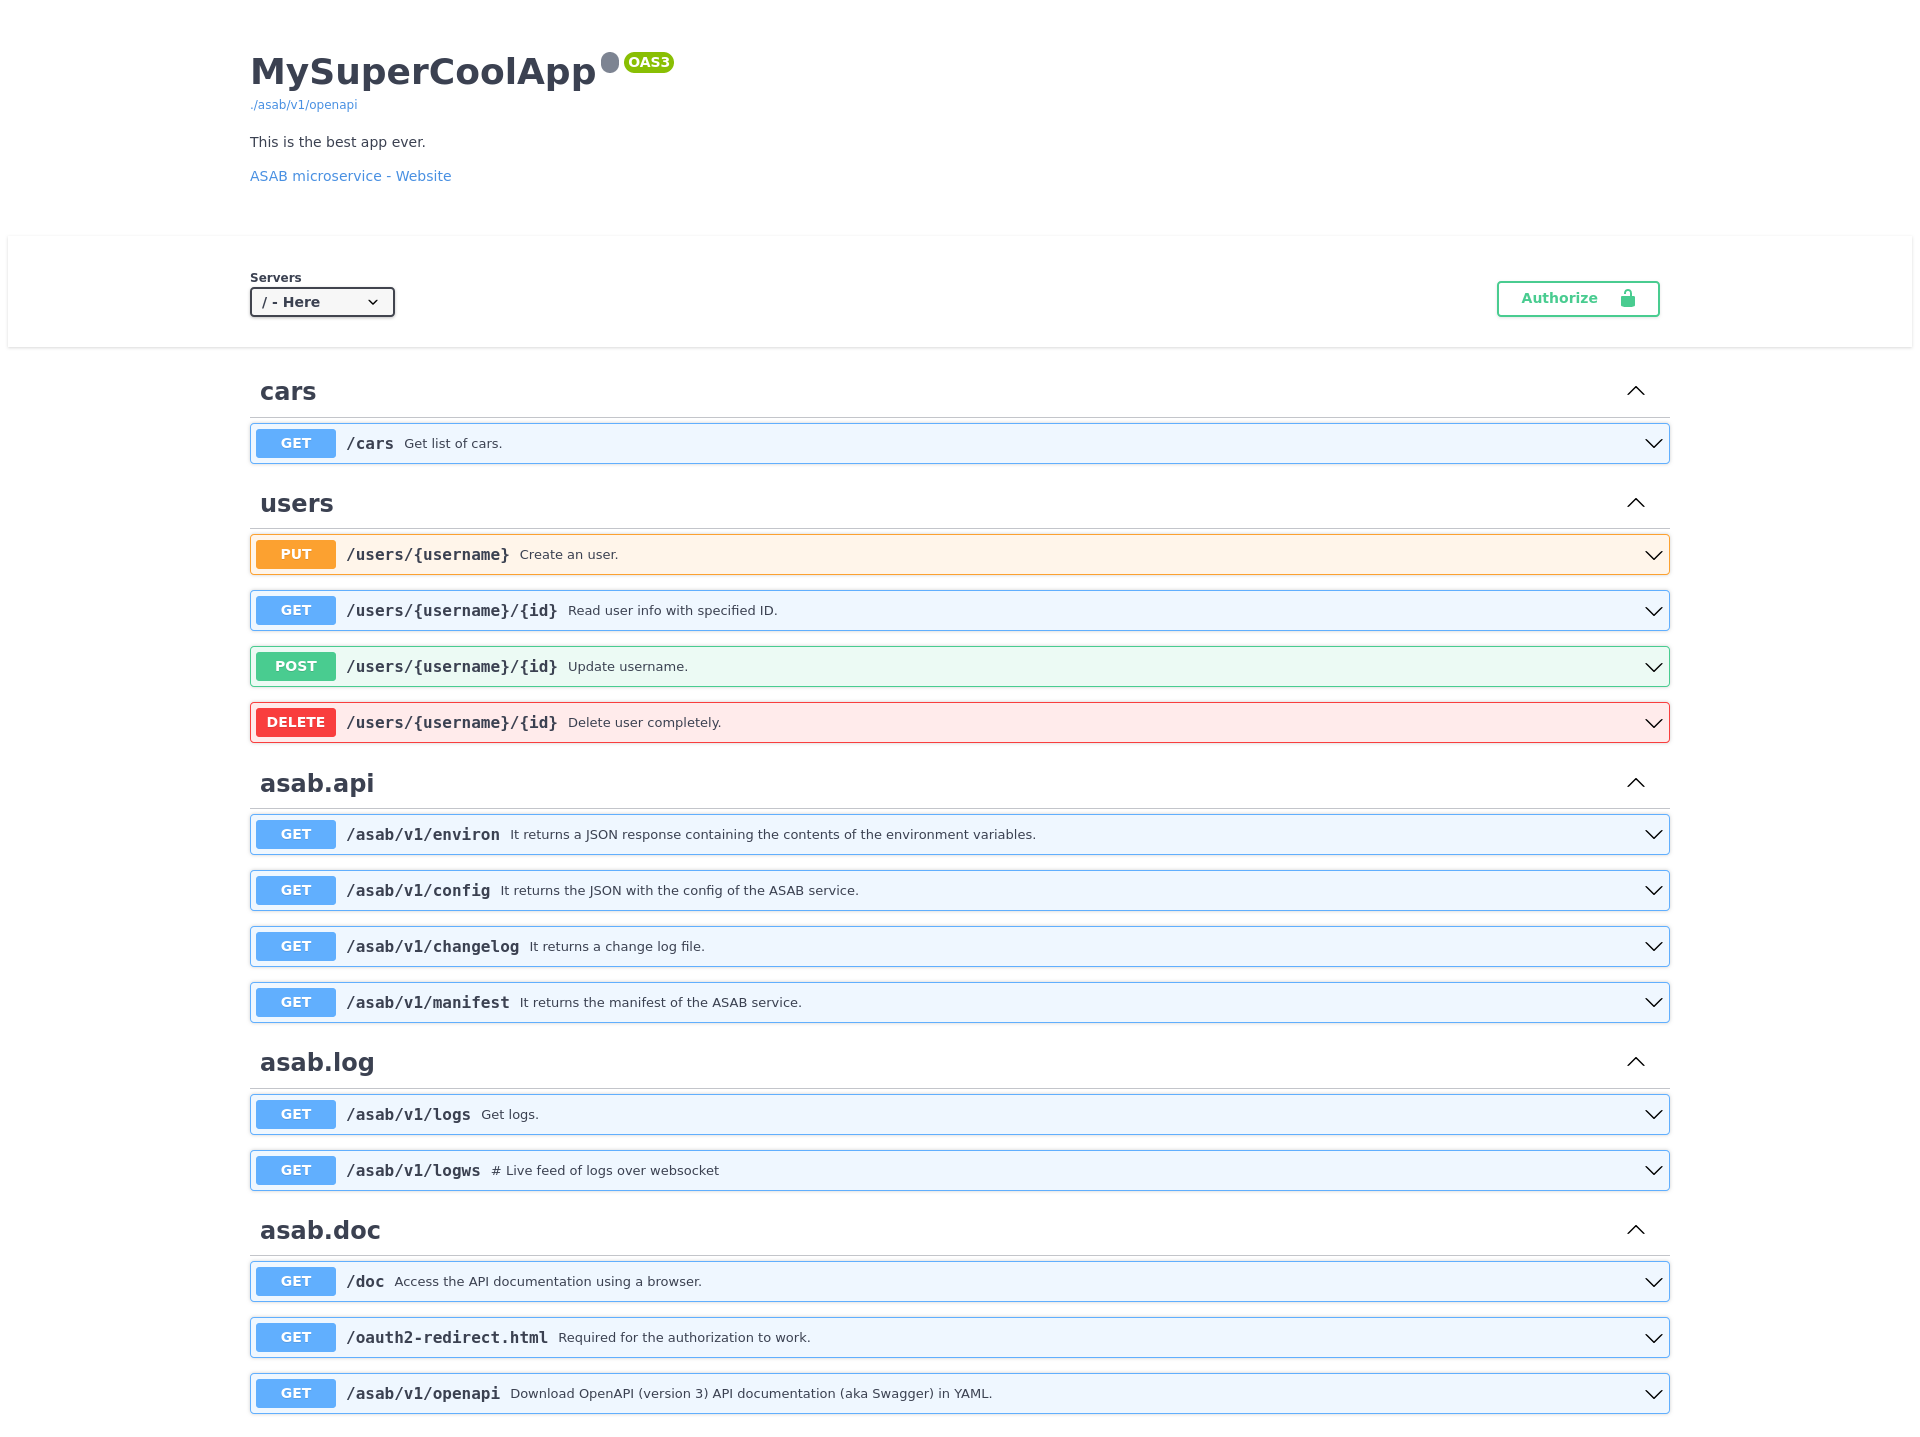 MySuperCoolApp OAS3
./asab/v1/openapi
This is the best app ever.
ASAB microservice - Website
Servers
/ - Here
Authorize
cars
GET /cars Get list of cars.
users
PUT /users/{username} Create an user.
GET /users/{username}/{id} Read user info with specified ID.
POST /users/{username}/{id} Update username.
DELETE /users/{username}/{id} Delete user completely.
asab.api
GET /asab/v1/environ It returns a JSON response containing the contents of the environment variables.
GET /asab/v1/config It returns the JSON with the config of the ASAB service.
GET /asab/v1/changelog It returns a change log file.
GET /asab/v1/manifest It returns the manifest of the ASAB service.
asab.log
GET /asab/v1/logs Get logs.
GET /asab/v1/logws # Live feed of logs over websocket
asab.doc
GET /doc Access the API documentation using a browser.
GET /oauth2-redirect.html Required for the authorization to work.
GET /asab/v1/openapi Download OpenAPI (version 3) API documentation (aka Swagger) in YAML.